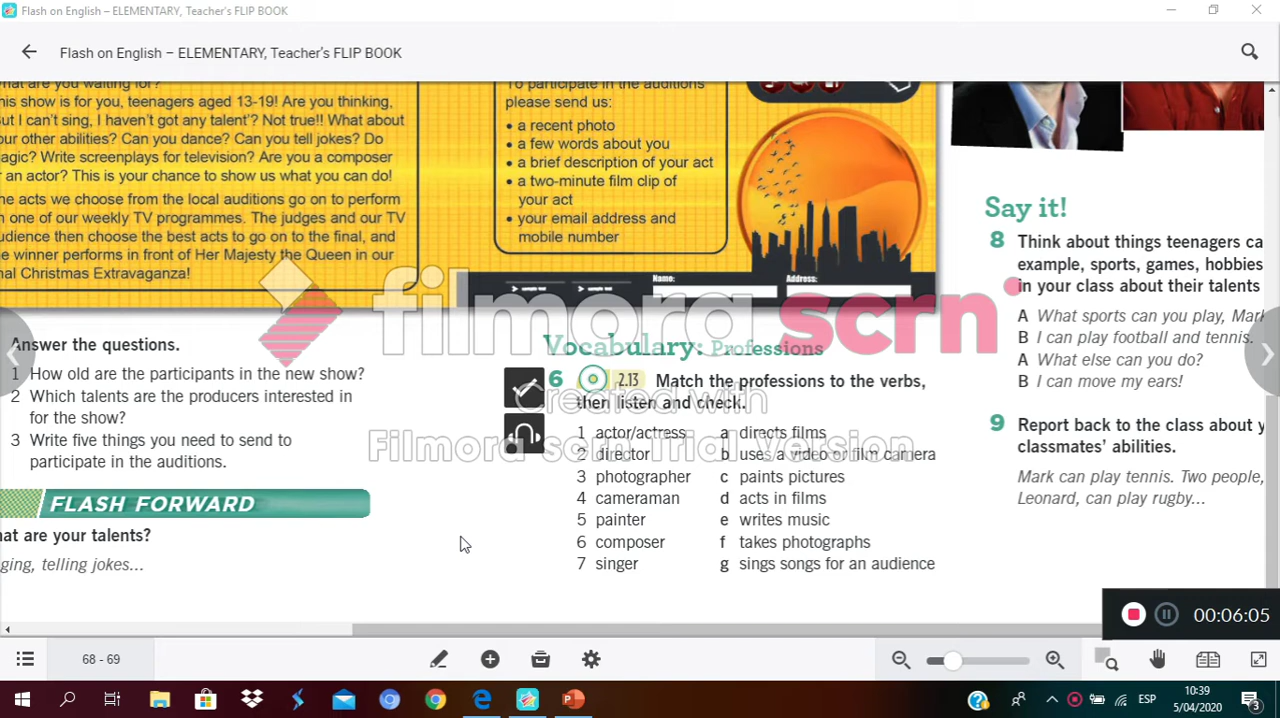 Flash on English – ELEMENTARY, Teacher's FLIP BOOK
Flash on English – ELEMENTARY, Teacher's FLIP BOOK
are you waiting for?
his show is for you, teenagers aged 13-19! Are you thinking,
But I can't sing, I haven't got any talent'? Not true!! What about
our other abilities? Can you dance? Can you tell jokes? Do
agic? Write screenplays for television? Are you a composer
an actor? This is your chance to show us what you can do!
he acts we choose from the local auditions go on to perform
one of our weekly TV programmes. The judges and our TV
udience then choose the best acts to go on to the final, and
e winner performs in front of Her Majesty the Queen in our
nal Christmas Extravaganza!
To participate in the auditions
please send us:
• a recent photo
• a few words about you
• a brief description of your act
• a two-minute film clip of
your act
• your email address and
mobile number
Name:
Address:
Answer the questions.
1 How old are the participants in the new show?
2 Which talents are the producers interested in
for the show?
3 Write five things you need to send to
participate in the auditions.
FLASH FORWARD
at are your talents?
ging, telling jokes...
filmora scrn
Created with
Filmora scrn Trial Version
Vocabulary: Professions
6 2.13 Match the professions to the verbs,
then listen and check.
1 actor/actress a directs films
2 director b uses a video or film camera
3 photographer c paints pictures
4 cameraman d acts in films
5 painter e writes music
6 composer f takes photographs
7 singer g sings songs for an audience
Say it!
8 Think about things teenagers ca
example, sports, games, hobbies
in your class about their talents
A What sports can you play, Mark
B I can play football and tennis.
A What else can you do?
B I can move my ears!
9 Report back to the class about y
classmates' abilities.
Mark can play tennis. Two people,
Leonard, can play rugby...
00:06:05
68 - 69
ESP
10:39
5/04/2020
3